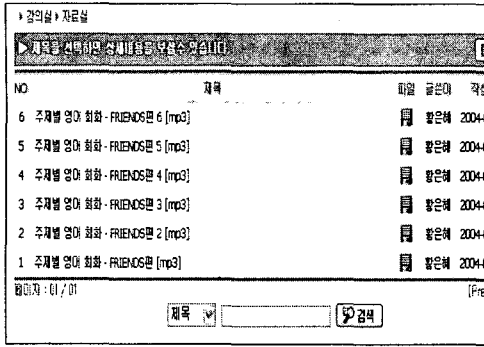 ▸ 강의실 ▸ 자료실
▶ 제목을 선택하면 상세내용을 보실수 있습니다.
NO 제목 파일 글쓴이 작성
6 주제별 영어 회화 - FRIENDS편 6 [mp3] 황은혜 2004-
5 주제별 영어 회화 - FRIENDS편 5 [mp3] 황은혜 2004-
4 주제별 영어 회화 - FRIENDS편 4 [mp3] 황은혜 2004-
3 주제별 영어 회화 - FRIENDS편 3 [mp3] 황은혜 2004-
2 주제별 영어 회화 - FRIENDS편 2 [mp3] 황은혜 2004-
1 주제별 영어 회화 - FRIENDS편 [mp3] 황은혜 2004-
페이지 : 01 / 01 [Pre
제목 검색